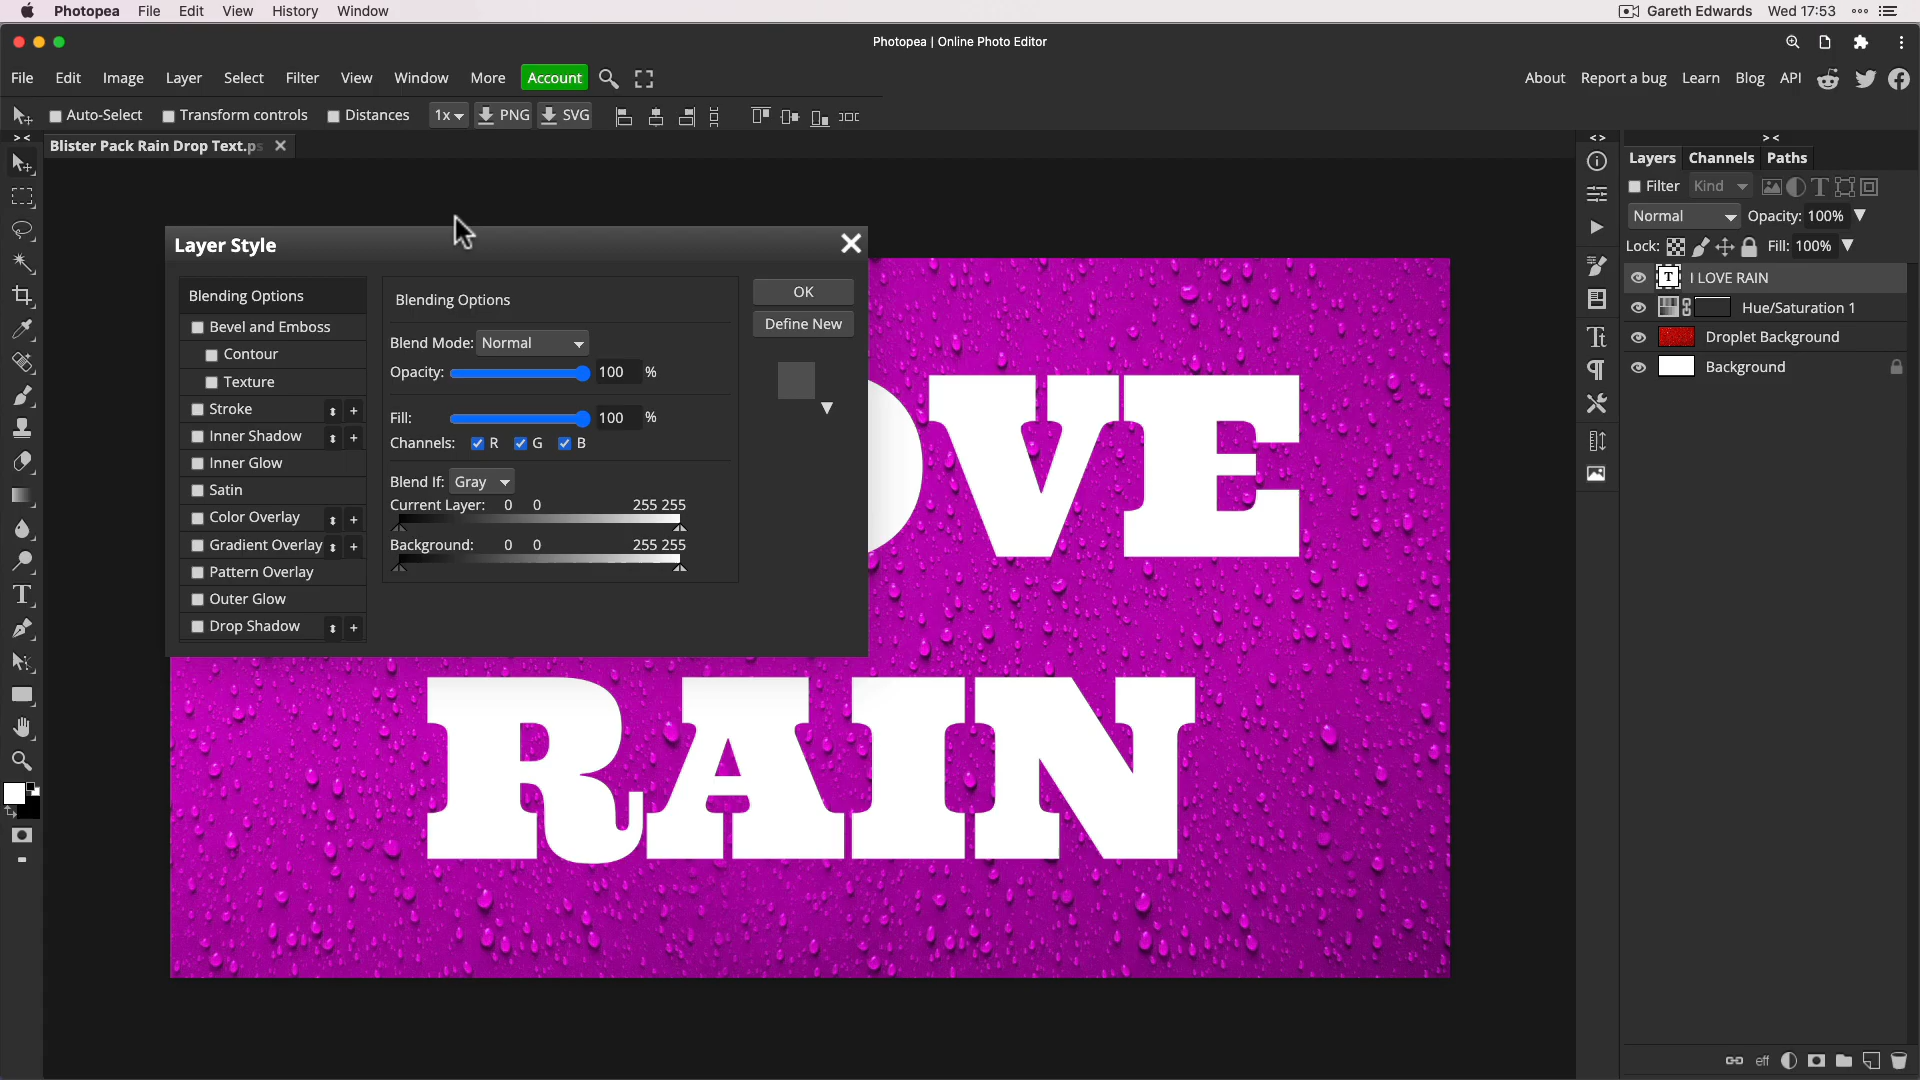 Photopea File Edit View History Window Gareth Edwards Wed 17:53
Photopea | Online Photo Editor
File Edit Image Layer Select Filter View Window More Account About Report a bug Learn Blog API
Auto-Select Transform controls Distances 1x PNG SVG
Blister Pack Rain Drop Text.ps
Layers Channels Paths
Filter Kind
Normal Opacity: 100%
Lock: Fill: 100%
I LOVE RAIN
Hue/Saturation 1
Droplet Background
Background
Layer Style
Blending Options
Bevel and Emboss
Contour
Texture
Stroke
Inner Shadow
Inner Glow
Satin
Color Overlay
Gradient Overlay
Pattern Overlay
Outer Glow
Drop Shadow
Blending Options
Blend Mode: Normal
Opacity: 100 %
Fill: 100 %
Channels: R G B
Blend If: Gray
Current Layer: 0 0 255 255
Background: 0 0 255 255
OK
Define New
OVE
RAIN
eff